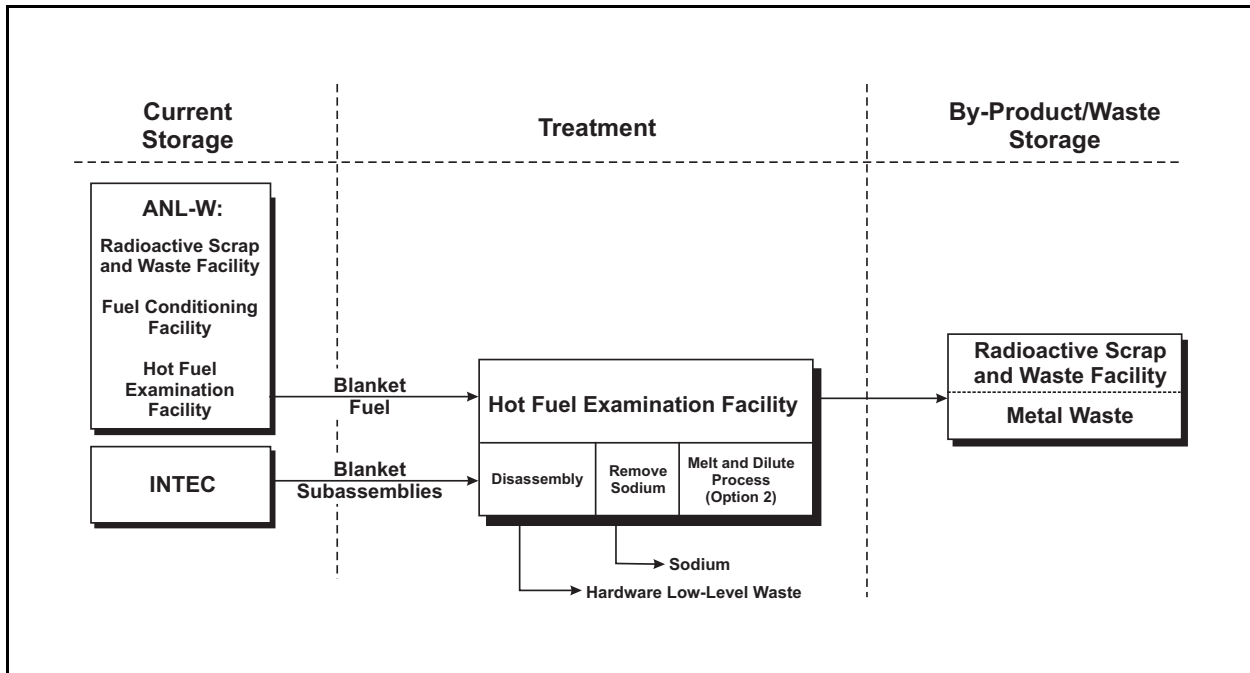 Current
Storage
Treatment
By-Product/Waste
Storage
ANL-W:
Radioactive Scrap
and Waste Facility
Fuel Conditioning
Facility
Hot Fuel
Examination
Facility
INTEC
Blanket
Fuel
Blanket
Subassemblies
Hot Fuel Examination Facility
Disassembly
Remove
Sodium
Melt and Dilute
Process
(Option 2)
Sodium
Hardware Low-Level Waste
Radioactive Scrap
and Waste Facility
Metal Waste